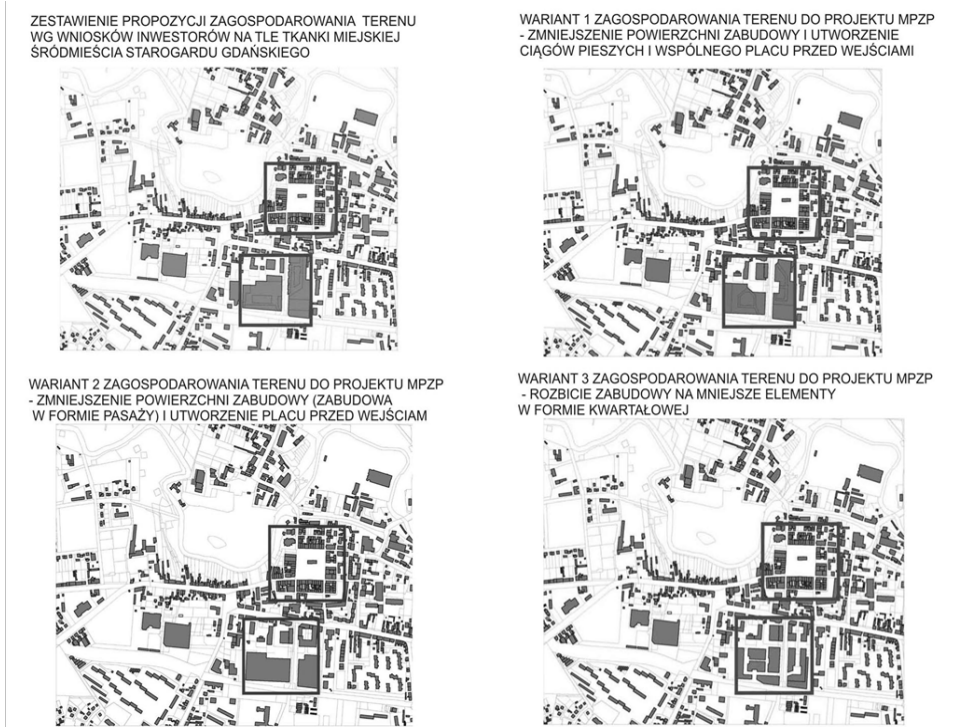 ZESTAWIENIE PROPOZYCJI ZAGOSPODAROWANIA TERENU
WG WNIOSKÓW INWESTORÓW NA TLE TKANKI MIEJSKIEJ
ŚRÓDMIEŚCIA STAROGARDU GDAŃSKIEGO
WARIANT 1 ZAGOSPODAROWANIA TERENU DO PROJEKTU MPZP
- ZMNIEJSZENIE POWIERZCHNI ZABUDOWY I UTWORZENIE
CIĄGÓW PIESZYCH I WSPÓLNEGO PLACU PRZED WEJŚCIAMI
WARIANT 2 ZAGOSPODAROWANIA TERENU DO PROJEKTU MPZP
- ZMNIEJSZENIE POWIERZCHNI ZABUDOWY (ZABUDOWA
W FORMIE PASAŻY) I UTWORZENIE PLACU PRZED WEJŚCIAM
WARIANT 3 ZAGOSPODAROWANIA TERENU DO PROJEKTU MPZP
- ROZBICIE ZABUDOWY NA MNIEJSZE ELEMENTY
W FORMIE KWARTAŁOWEJ